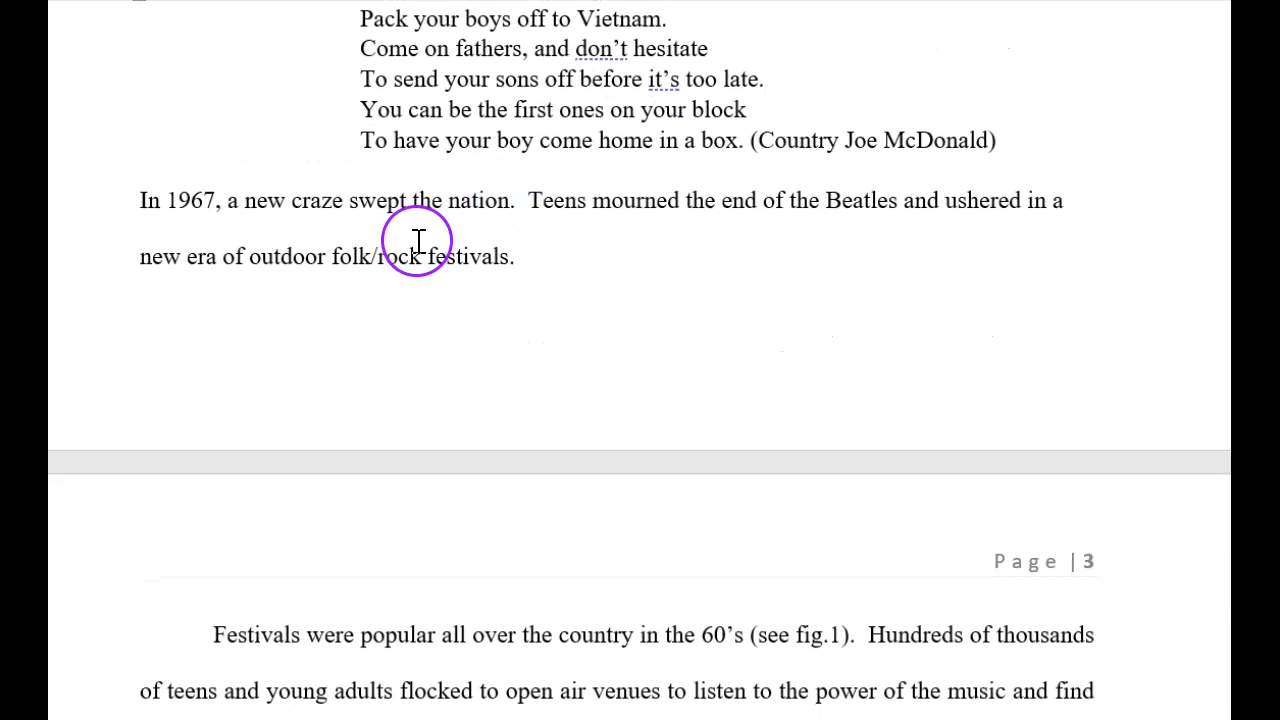 Pack your boys off to Vietnam.
Come on fathers, and don’t hesitate
To send your sons off before it’s too late.
You can be the first ones on your block
To have your boy come home in a box. (Country Joe McDonald)
In 1967, a new craze swept the nation.  Teens mourned the end of the Beatles and ushered in a
new era of outdoor folk/rock festivals.
Page | 3
Festivals were popular all over the country in the 60’s (see fig.1).  Hundreds of thousands
of teens and young adults flocked to open air venues to listen to the power of the music and find